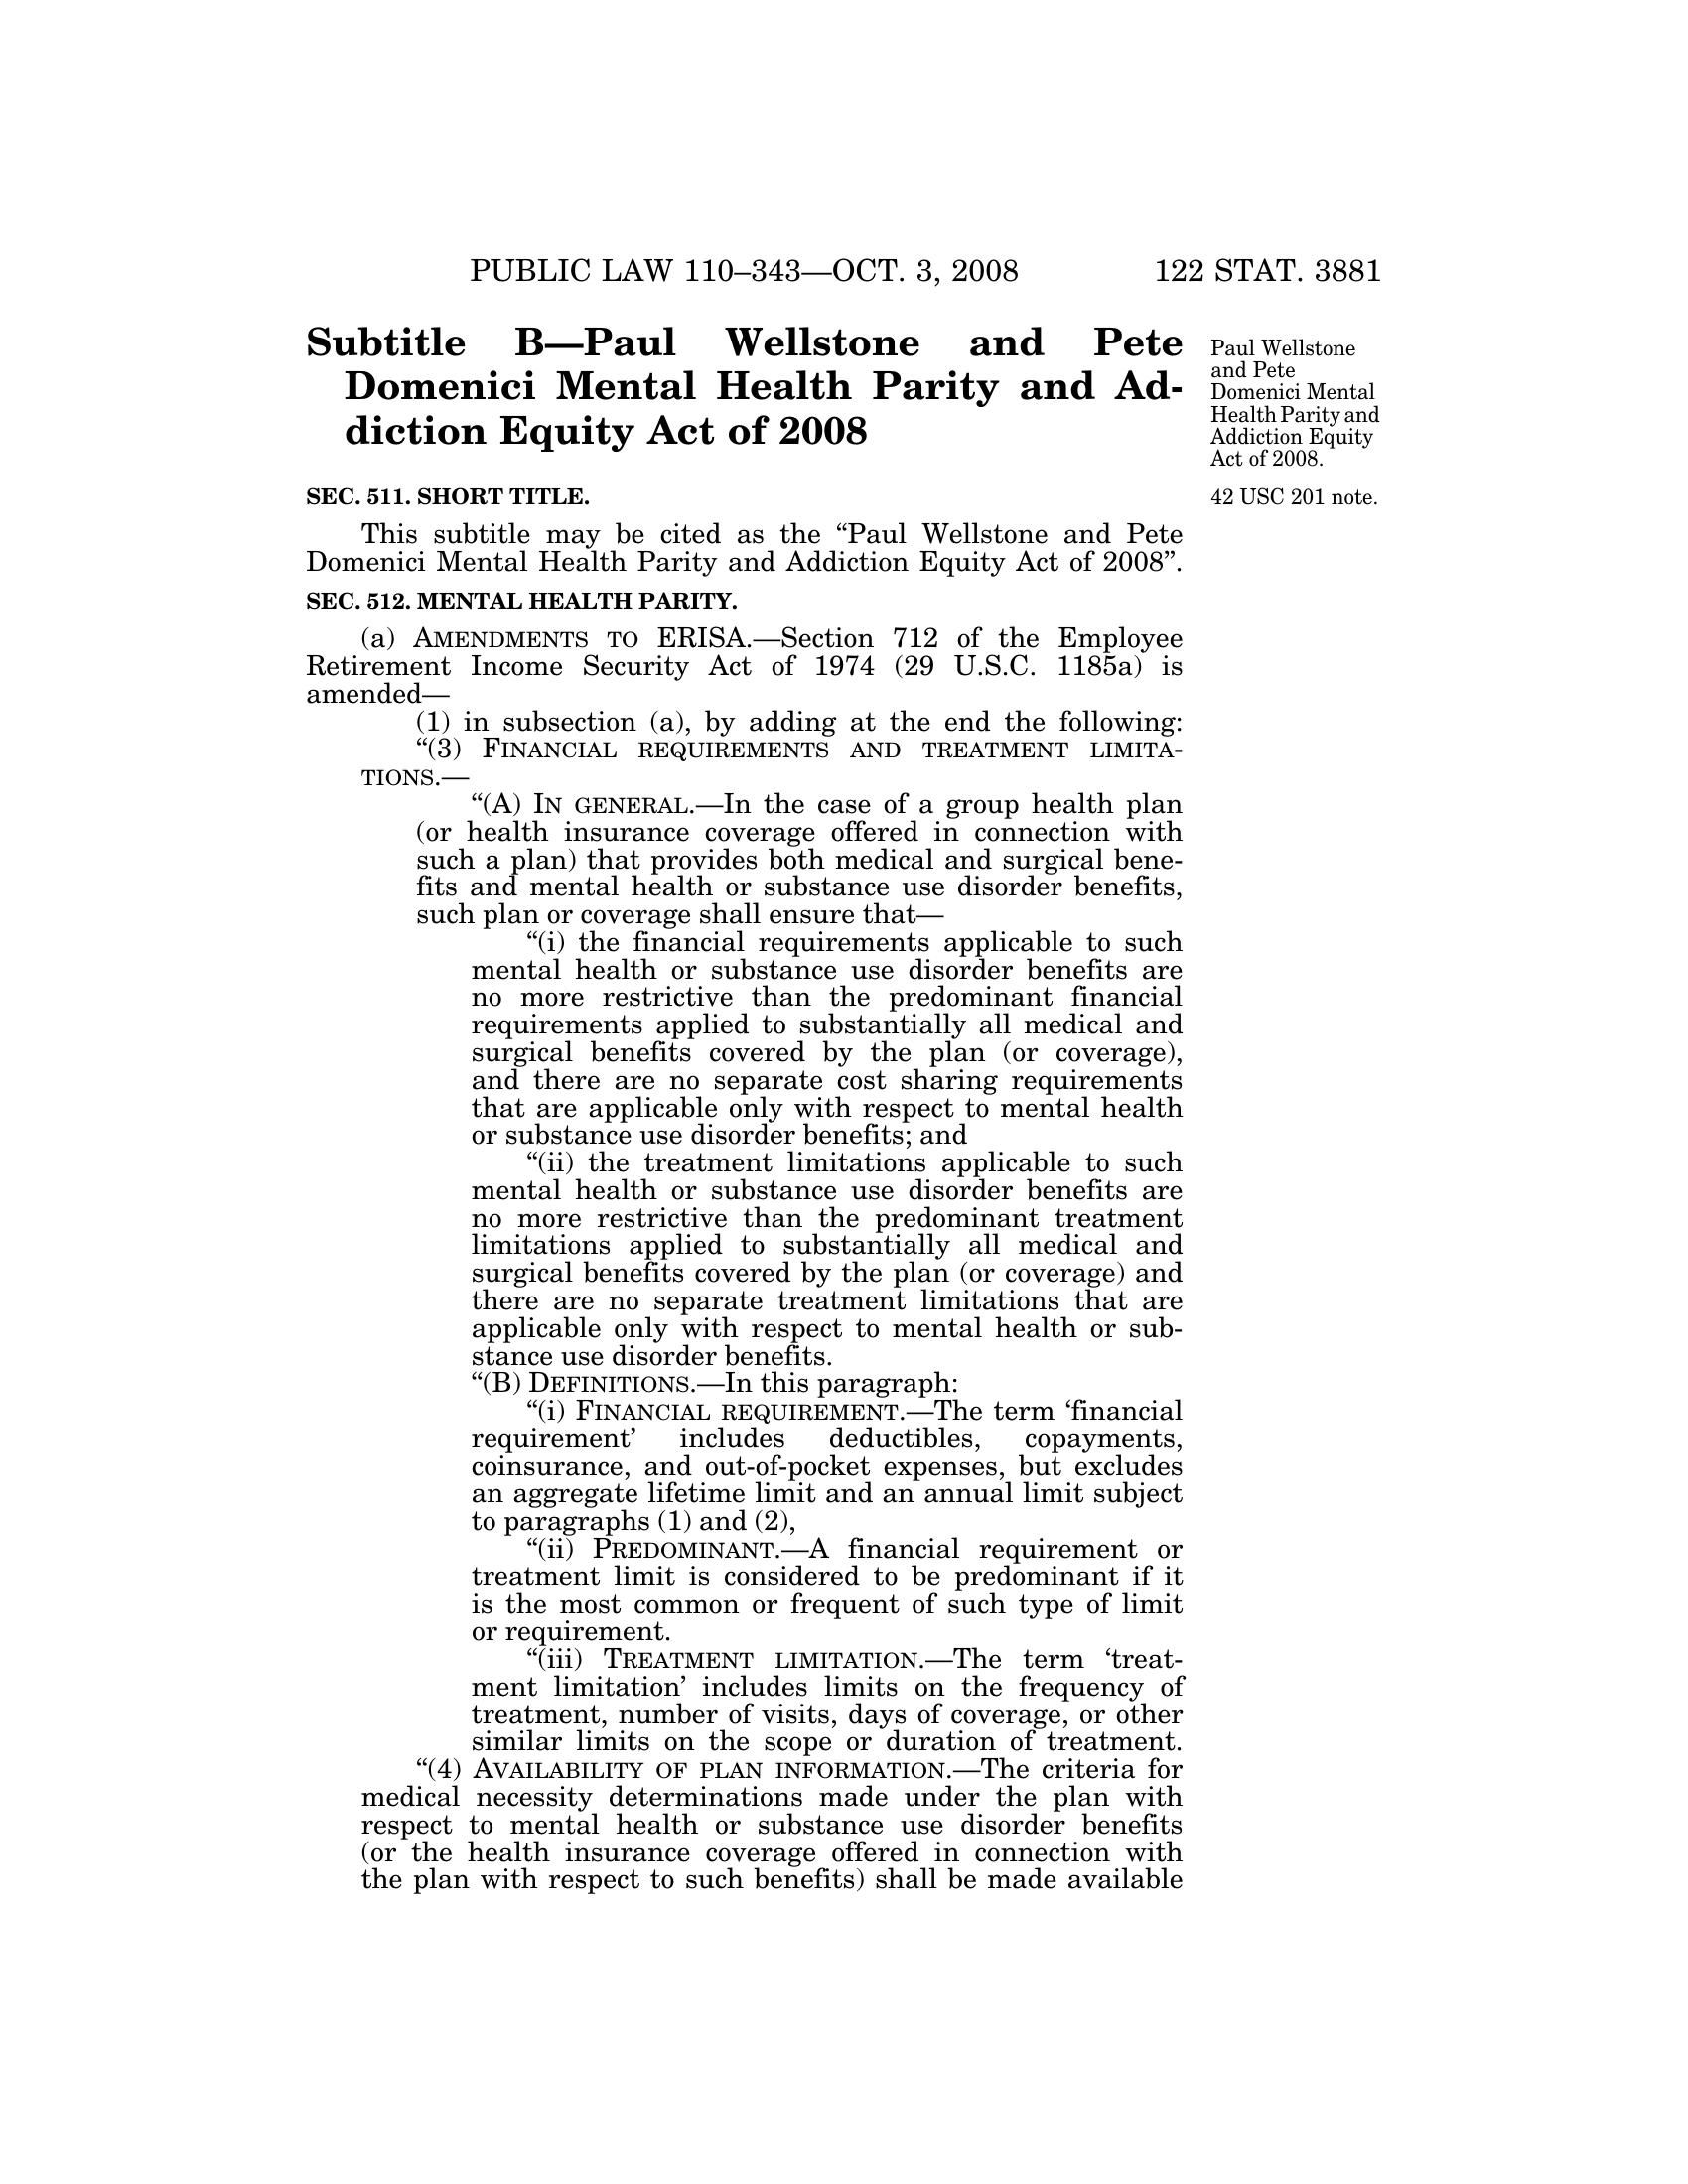 PUBLIC LAW 110–343—OCT. 3, 2008 122 STAT. 3881
Subtitle B—Paul Wellstone and Pete
Domenici Mental Health Parity and Ad-
diction Equity Act of 2008
Paul Wellstone
and Pete
Domenici Mental
Health Parity and
Addiction Equity
Act of 2008.
SEC. 511. SHORT TITLE.
42 USC 201 note.
This subtitle may be cited as the “Paul Wellstone and Pete
Domenici Mental Health Parity and Addiction Equity Act of 2008”.
SEC. 512. MENTAL HEALTH PARITY.
(a) AMENDMENTS TO ERISA.—Section 712 of the Employee
Retirement Income Security Act of 1974 (29 U.S.C. 1185a) is
amended—
(1) in subsection (a), by adding at the end the following:
“(3) FINANCIAL REQUIREMENTS AND TREATMENT LIMITA-
TIONS.—
“(A) IN GENERAL.—In the case of a group health plan
(or health insurance coverage offered in connection with
such a plan) that provides both medical and surgical bene-
fits and mental health or substance use disorder benefits,
such plan or coverage shall ensure that—
“(i) the financial requirements applicable to such
mental health or substance use disorder benefits are
no more restrictive than the predominant financial
requirements applied to substantially all medical and
surgical benefits covered by the plan (or coverage),
and there are no separate cost sharing requirements
that are applicable only with respect to mental health
or substance use disorder benefits; and
“(ii) the treatment limitations applicable to such
mental health or substance use disorder benefits are
no more restrictive than the predominant treatment
limitations applied to substantially all medical and
surgical benefits covered by the plan (or coverage) and
there are no separate treatment limitations that are
applicable only with respect to mental health or sub-
stance use disorder benefits.
“(B) DEFINITIONS.—In this paragraph:
“(i) FINANCIAL REQUIREMENT.—The term ‘financial
requirement’ includes deductibles, copayments,
coinsurance, and out-of-pocket expenses, but excludes
an aggregate lifetime limit and an annual limit subject
to paragraphs (1) and (2),
“(ii) PREDOMINANT.—A financial requirement or
treatment limit is considered to be predominant if it
is the most common or frequent of such type of limit
or requirement.
“(iii) TREATMENT LIMITATION.—The term ‘treat-
ment limitation’ includes limits on the frequency of
treatment, number of visits, days of coverage, or other
similar limits on the scope or duration of treatment.
“(4) AVAILABILITY OF PLAN INFORMATION.—The criteria for
medical necessity determinations made under the plan with
respect to mental health or substance use disorder benefits
(or the health insurance coverage offered in connection with
the plan with respect to such benefits) shall be made available